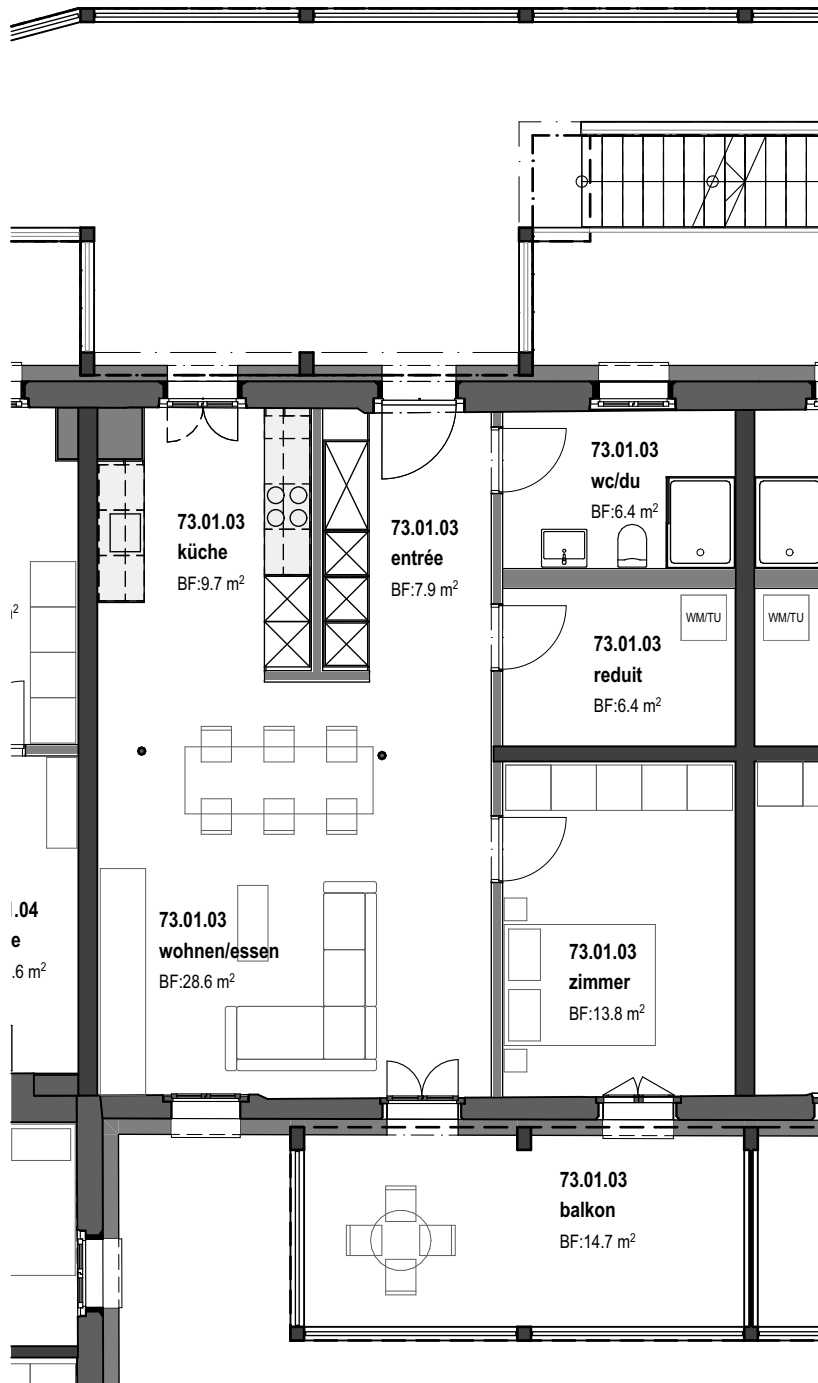 73.01.03
wc/du
BF:6.4 m²
73.01.03
küche
BF:9.7 m²
73.01.03
entrée
BF:7.9 m²
WM/TU
WM/TU
73.01.03
reduit
BF:6.4 m²
73.01.03
wohnen/essen
BF:28.6 m²
73.01.03
zimmer
BF:13.8 m²
.04
e
.6 m²
73.01.03
balkon
BF:14.7 m²